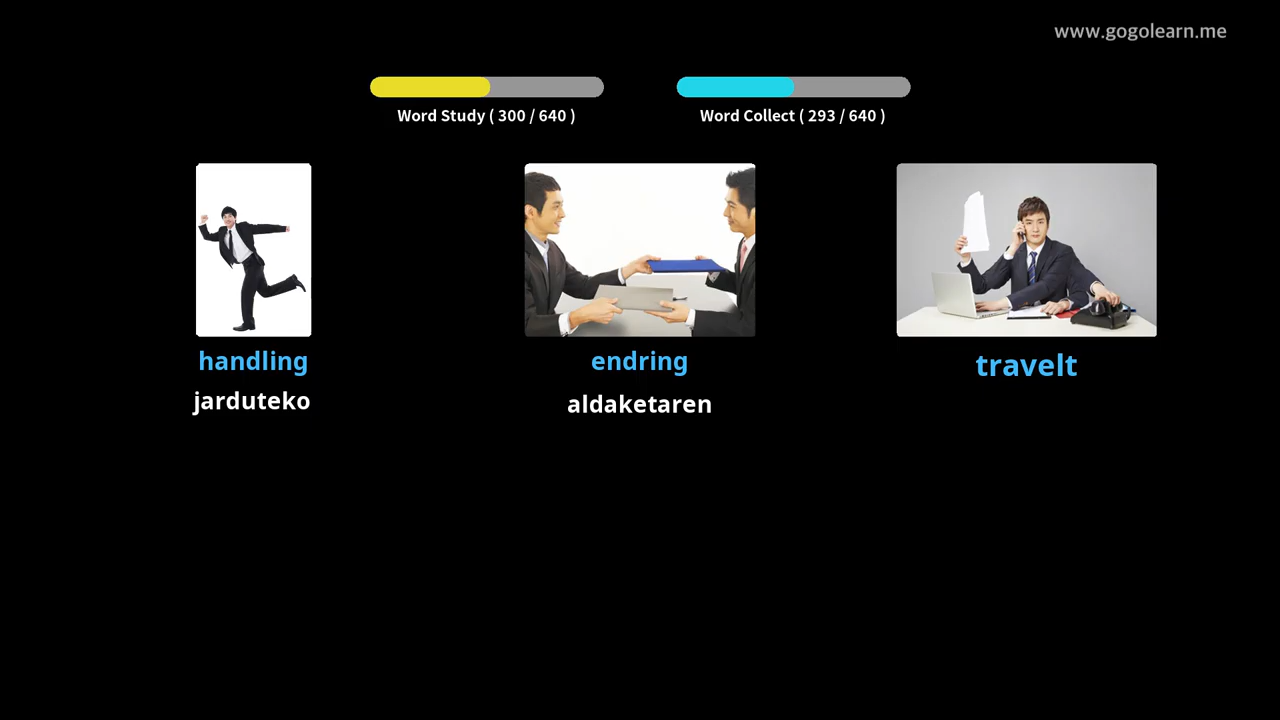 www.gogolearn.me
Word Study ( 300 / 640 )
Word Collect ( 293 / 640 )
handling
jarduteko
endring
aldaketaren
travelt